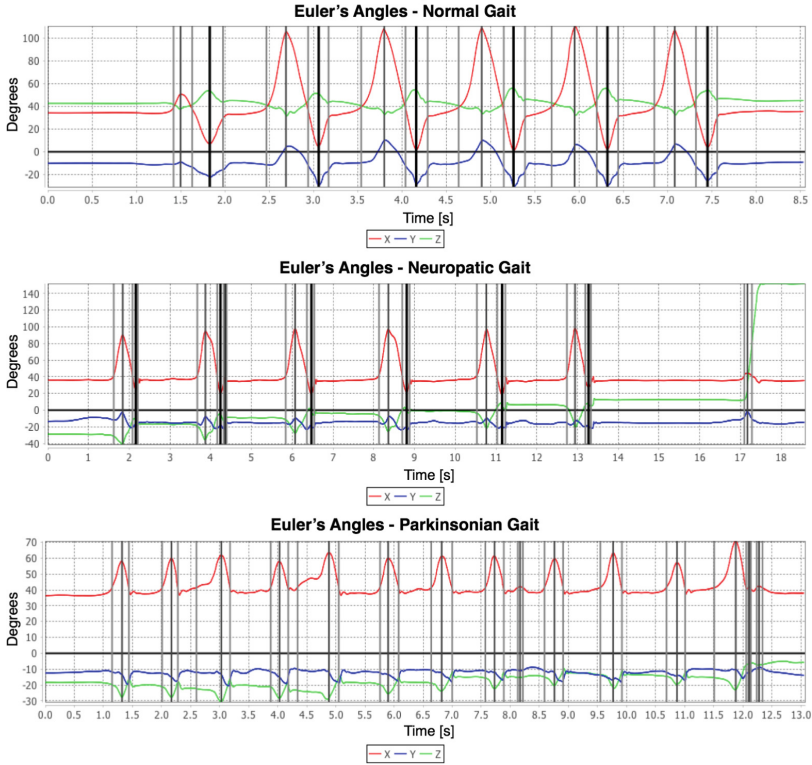 Euler's Angles - Normal Gait
100
80
60
40
20
0
-20
Degrees
0.0 0.5 1.0 1.5 2.0 2.5 3.0 3.5 4.0 4.5 5.0 5.5 6.0 6.5 7.0 7.5 8.0 8.5
Time [s]
X Y Z
Euler's Angles - Neuropatic Gait
140
120
100
80
60
40
20
0
-20
-40
Degrees
0 1 2 3 4 5 6 7 8 9 10 11 12 13 14 15 16 17 18
Time [s]
X Y Z
Euler's Angles - Parkinsonian Gait
70
60
50
40
30
20
10
0
-10
-20
-30
Degrees
0.0 0.5 1.0 1.5 2.0 2.5 3.0 3.5 4.0 4.5 5.0 5.5 6.0 6.5 7.0 7.5 8.0 8.5 9.0 9.5 10.0 10.5 11.0 11.5 12.0 12.5 13.0
Time [s]
X Y Z